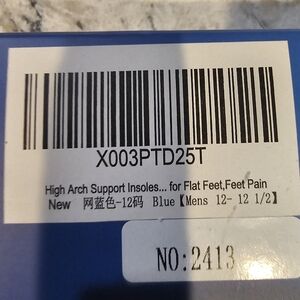 X003PTD25T
High Arch Support Insoles... for Flat Feet,Feet Pain
New 网蓝色-12码 Blue【Mens 12- 12 1/2】
NO:2413